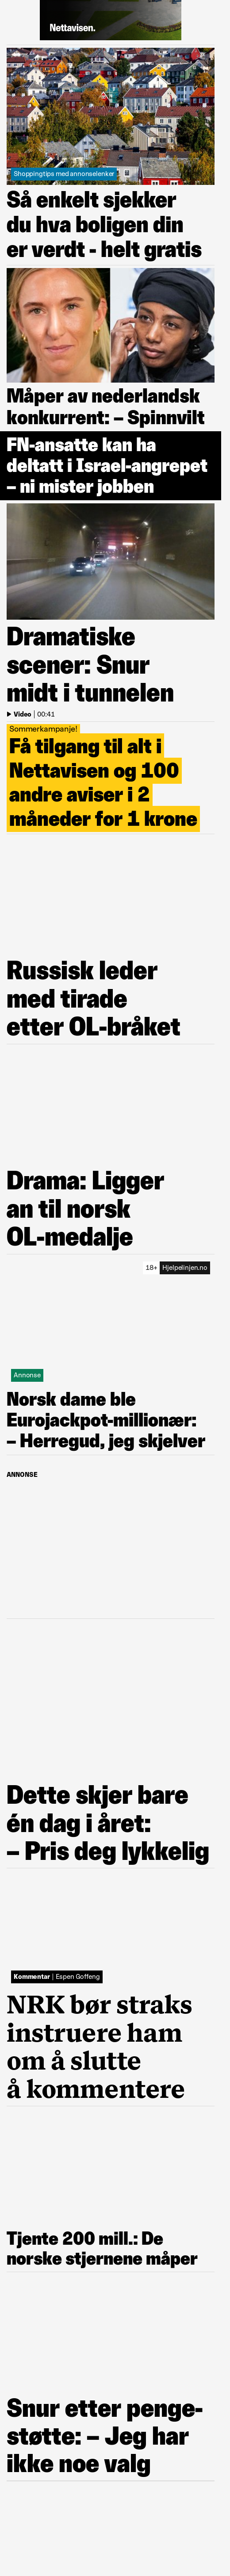 Nettavisen.
Shoppingtips med annonselenker
Så enkelt sjekker
du hva boligen din
er verdt - helt gratis
Måper av nederlandsk
konkurrent: – Spinnvilt
FN-ansatte kan ha
deltatt i Israel-angrepet
– ni mister jobben
Dramatiske
scener: Snur
midt i tunnelen
Video | 00:41
Sommerkampanje!
Få tilgang til alt i
Nettavisen og 100
andre aviser i 2
måneder for 1 krone
Russisk leder
med tirade
etter OL-bråket
Drama: Ligger
an til norsk
OL-medalje
18+ Hjelpelinjen.no
Annonse
Norsk dame ble
Eurojackpot-millionær:
– Herregud, jeg skjelver
ANNONSE
Dette skjer bare
én dag i året:
– Pris deg lykkelig
Kommentar | Espen Goffeng
NRK bør straks
instruere ham
om å slutte
å kommentere
Tjente 200 mill.: De
norske stjernene måper
Snur etter penge-
støtte: – Jeg har
ikke noe valg